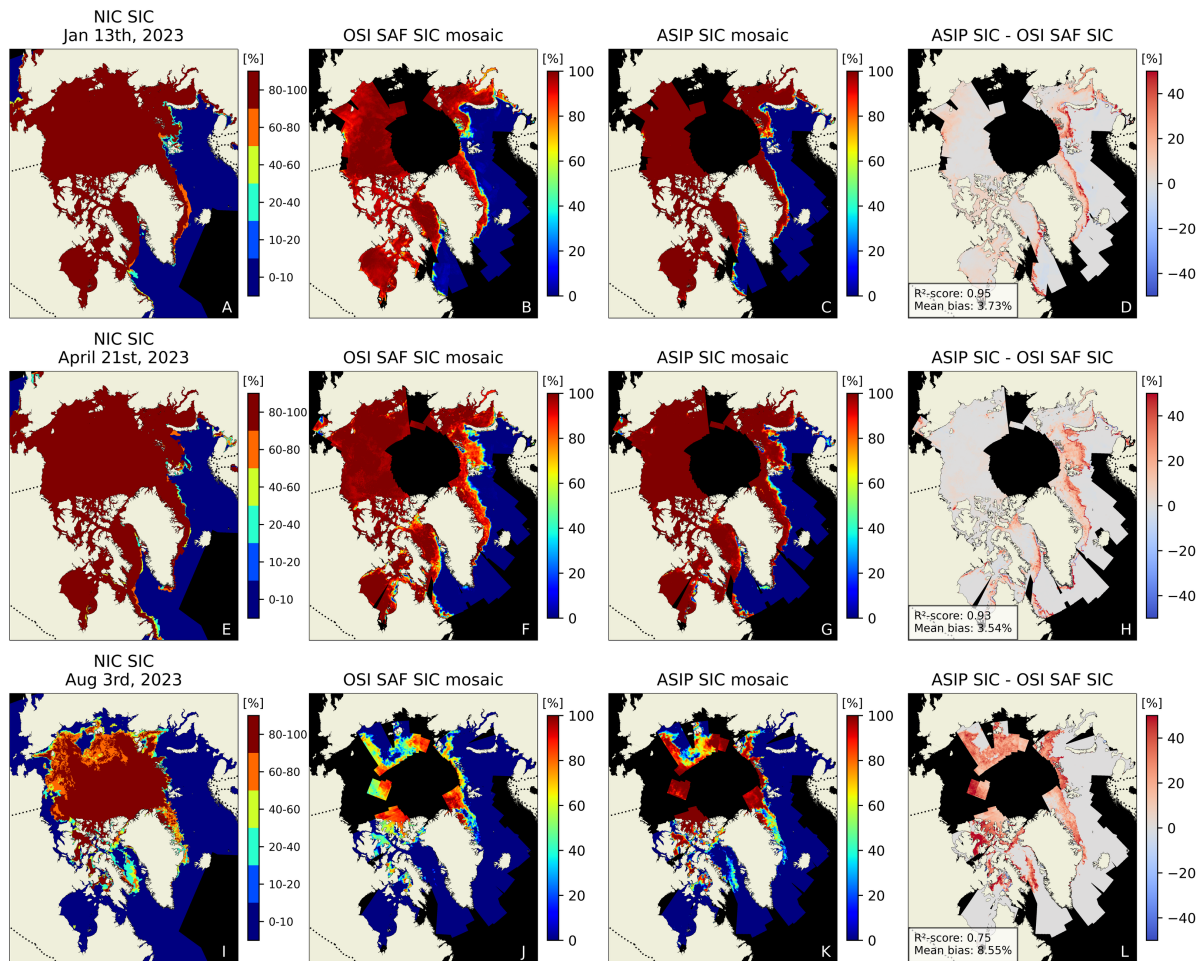 NIC SIC
Jan 13th, 2023
OSI SAF SIC mosaic
ASIP SIC mosaic
ASIP SIC - OSI SAF SIC
[%]
80-100
60-80
40-60
20-40
10-20
0-10
A
[%]
100
80
60
40
20
0
B
[%]
100
80
60
40
20
0
C
[%]
40
20
0
−20
−40
R²-score: 0.95
Mean bias: 3.73%
D
NIC SIC
April 21st, 2023
OSI SAF SIC mosaic
ASIP SIC mosaic
ASIP SIC - OSI SAF SIC
[%]
80-100
60-80
40-60
20-40
10-20
0-10
E
[%]
100
80
60
40
20
0
F
[%]
100
80
60
40
20
0
G
[%]
40
20
0
−20
−40
R²-score: 0.93
Mean bias: 3.54%
H
NIC SIC
Aug 3rd, 2023
OSI SAF SIC mosaic
ASIP SIC mosaic
ASIP SIC - OSI SAF SIC
[%]
80-100
60-80
40-60
20-40
10-20
0-10
I
[%]
100
80
60
40
20
0
J
[%]
100
80
60
40
20
0
K
[%]
40
20
0
−20
−40
R²-score: 0.75
Mean bias: 8.55%
L